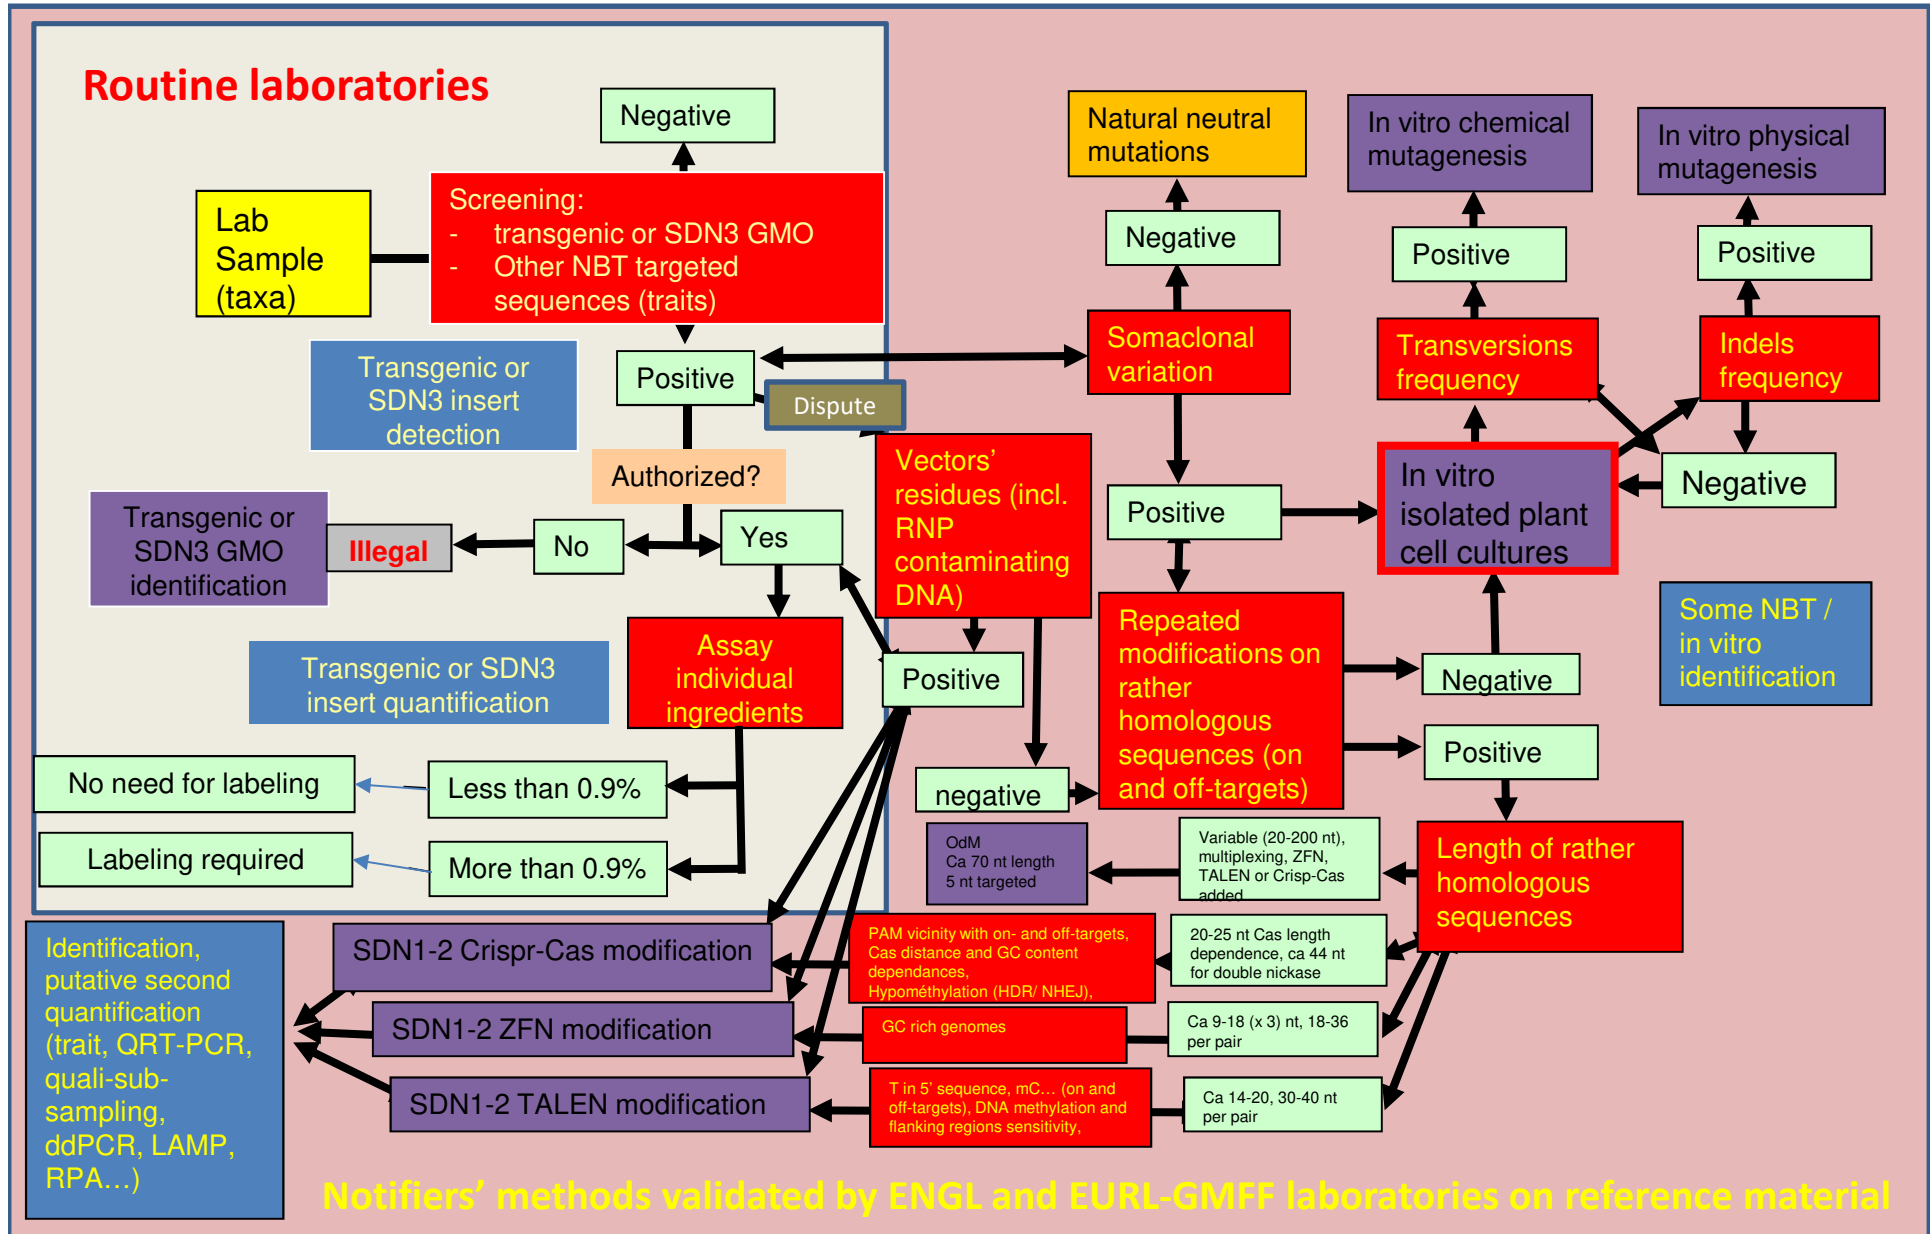 Routine laboratories
Negative
Lab
Sample
(taxa)
Screening:
- transgenic or SDN3 GMO
- Other NBT targeted
sequences (traits)
Transgenic or
SDN3 insert
detection
Positive
Dispute
Authorized?
Transgenic or
SDN3 GMO
identification
Illegal
No
Yes
Transgenic or SDN3
insert quantification
Assay
individual
ingredients
No need for labeling
Less than 0.9%
Labeling required
More than 0.9%
Natural neutral
mutations
Negative
Somaclonal
variation
Positive
In vitro chemical
mutagenesis
Positive
Transversions
frequency
In vitro physical
mutagenesis
Positive
Indels
frequency
Negative
In vitro
isolated plant
cell cultures
Some NBT /
in vitro
identification
Vectors'
residues (incl.
RNP
contaminating
DNA)
Positive
negative
Repeated
modifications on
rather
homologous
sequences (on
and off-targets)
Negative
Positive
Length of rather
homologous
sequences
OdM
Ca 70 nt length
5 nt targeted
Variable (20-200 nt),
multiplexing, ZFN,
TALEN or Crisp-Cas
added
Identification,
putative second
quantification
(trait, QRT-PCR,
quali-sub-
sampling,
ddPCR, LAMP,
RPA…)
SDN1-2 Crispr-Cas modification
PAM vicinity with on- and off-targets,
Cas distance and GC content
dependances,
Hypométhylation (HDR/ NHEJ),
20-25 nt Cas length
dependence, ca 44 nt
for double nickase
SDN1-2 ZFN modification
GC rich genomes
Ca 9-18 (x 3) nt, 18-36
per pair
SDN1-2 TALEN modification
T in 5' sequence, mC… (on and
off-targets), DNA methylation and
flanking regions sensitivity,
Ca 14-20, 30-40 nt
per pair
Notifiers' methods validated by ENGL and EURL-GMFF laboratories on reference material